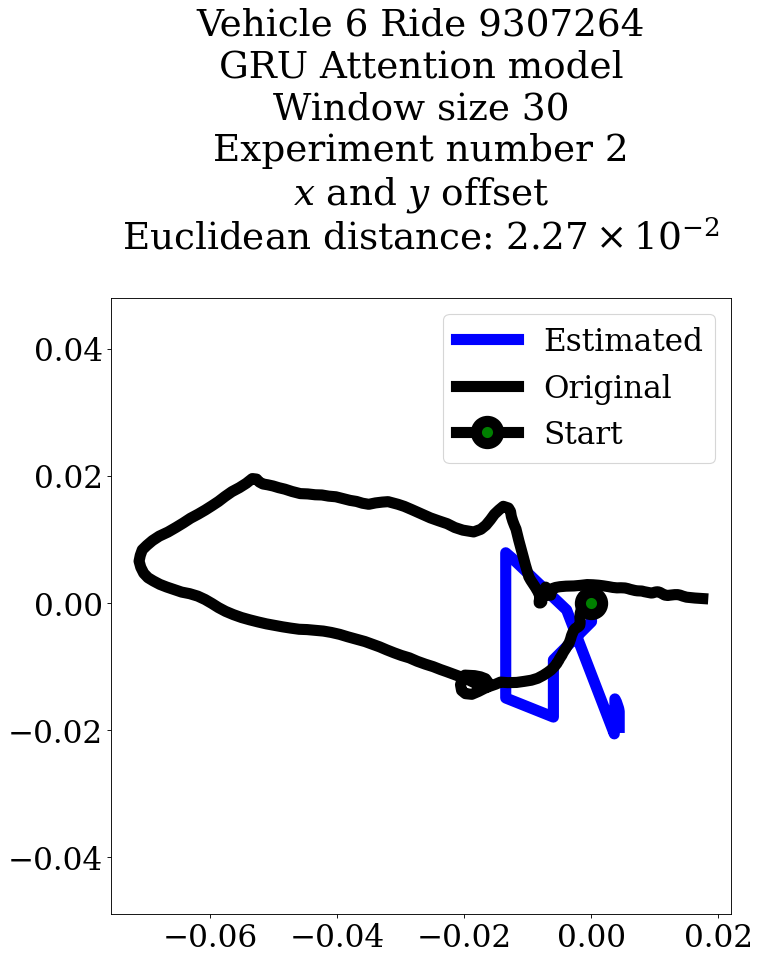 Vehicle 6 Ride 9307264
GRU Attention model
Window size 30
Experiment number 2
x and y offset
Euclidean distance: 2.27 × 10⁻²
Estimated
Original
Start
0.04
0.02
0.00
−0.02
−0.04
−0.06 −0.04 −0.02 0.00 0.02